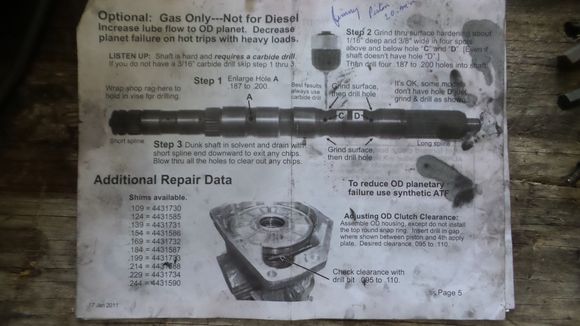 Optional: Gas Only---Not for Diesel
Increase lube flow to OD planet. Decrease
planet failure on hot trips with heavy loads.
LISTEN UP: Shaft is hard and requires a carbide drill.
If you do not have a 3/16" carbide drill skip step 1 thru 3.
Piston
Step 2 Grind thru surface hardening about
1/16" deep and 3/8" wide in four spots
above and below hole "C" and "D". [Even if
shaft doesn't have hole "D".]
Then drill four .187 to .200 holes into shaft.
Wrap shop rag here to
hold in vise for drilling.
Step 1 Enlarge Hole A
.187 to .200.
Best results
always use
carbide drill
Grind surface,
then drill hole
It's OK, some models
don't have hole D, just
grind & drill as shown.
C D
Short spline
Long spline
Grind surface,
then drill hole
Step 3 Dunk shaft in solvent and drain with
short spline end downward to exit any chips.
Blow thru all the holes to clear out any chips.
Additional Repair Data
To reduce OD planetary
failure use synthetic ATF
Shims available.
.109 = 4431730
.124 = 4431585
.139 = 4431731
.154 = 4431586
.169 = 4431732
.184 = 4431587
.199 = 4431733
.214 = 4431588
.229 = 4431734
.244 = 4431590
Adjusting OD Clutch Clearance:
Assemble OD housing, except do not install
the top round snap ring. Insert drill in gap
where shown between piston and 4th apply
plate. Desired clearance, .095 to .110.
Check clearance with
drill bit .095 to .110.
17 Jan 2011
Page 5